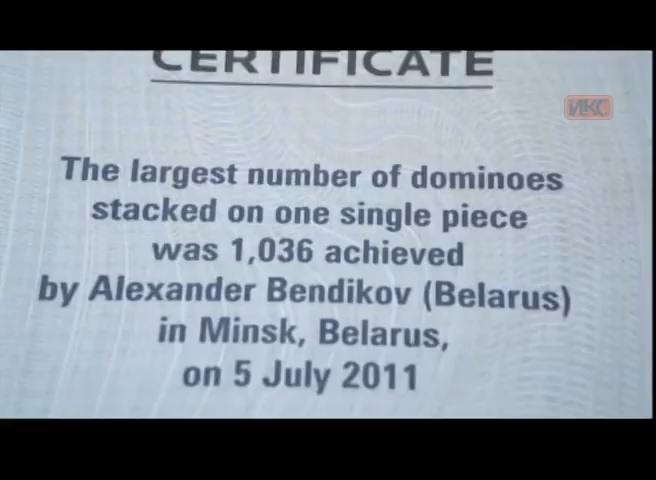 CERTIFICATE
ИКС
The largest number of dominoes
stacked on one single piece
was 1,036 achieved
by Alexander Bendikov (Belarus)
in Minsk, Belarus,
on 5 July 2011